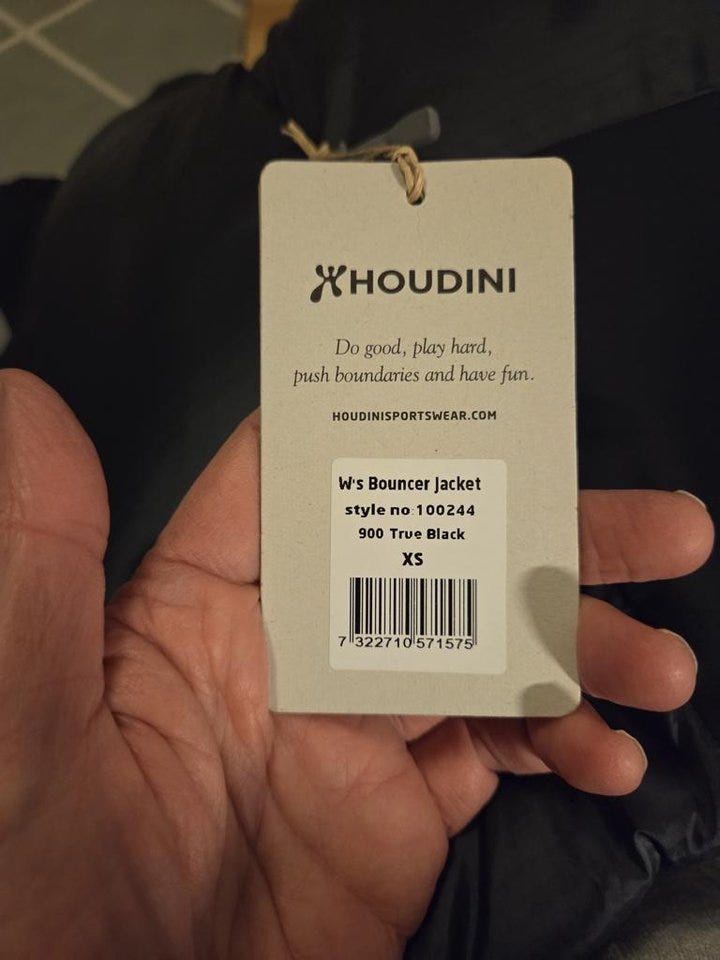 HOUDINI
Do good, play hard,
push boundaries and have fun.
HOUDINISPORTSWEAR.COM
W's Bouncer Jacket
style no 100244
900 True Black
XS
7 322710 571575